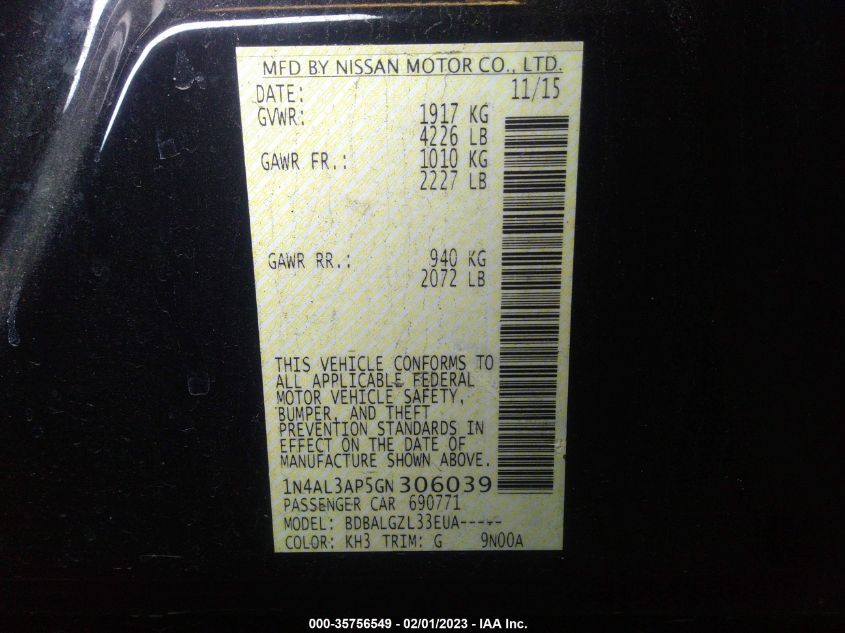 MFD BY NISSAN MOTOR CO., LTD.
DATE: 11/15
GVWR: 1917 KG
4226 LB
GAWR FR.: 1010 KG
2227 LB
GAWR RR.: 940 KG
2072 LB
THIS VEHICLE CONFORMS TO
ALL APPLICABLE FEDERAL
MOTOR VEHICLE SAFETY,
BUMPER, AND THEFT
PREVENTION STANDARDS IN
EFFECT ON THE DATE OF
MANUFACTURE SHOWN ABOVE.
1N4AL3AP5GN306039
PASSENGER CAR 690771
MODEL: BDBALGZL33EUA-----
COLOR: KH3 TRIM: G 9N00A
000-35756549 - 02/01/2023 - IAA Inc.